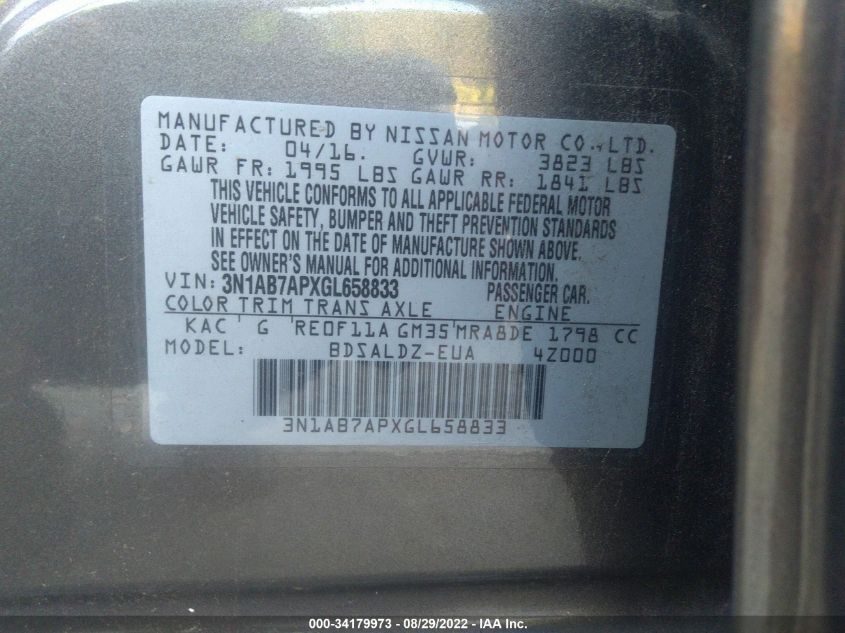 MANUFACTURED BY NISSAN MOTOR CO., LTD.
DATE: 04/16. GVWR: 3823 LBS
GAWR FR: 1995 LBS GAWR RR: 1841 LBS
THIS VEHICLE CONFORMS TO ALL APPLICABLE FEDERAL MOTOR
VEHICLE SAFETY, BUMPER AND THEFT PREVENTION STANDARDS
IN EFFECT ON THE DATE OF MANUFACTURE SHOWN ABOVE.
SEE OWNER'S MANUAL FOR ADDITIONAL INFORMATION.
VIN: 3N1AB7APXGL658833 PASSENGER CAR.
COLOR TRIM TRANS AXLE ENGINE
KAC G RE0F11A GM35 MRA8DE 1798 CC
MODEL: BDSALDZ-EUA 4Z000
3N1AB7APXGL658833
000-34179973 - 08/29/2022 - IAA Inc.